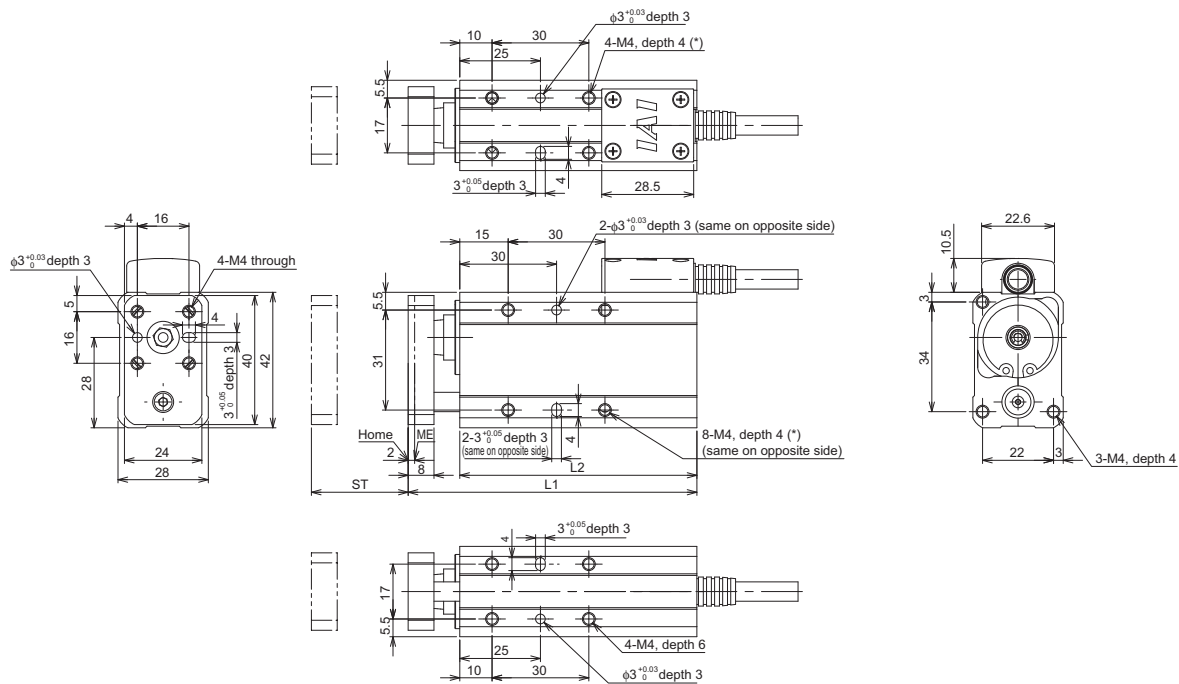 ϕ3 +0.03 0 depth 3
10
30
4-M4, depth 4 (*)
25
5.5
17
IAI
4
3 +0.05 0 depth 3
28.5
4
16
ϕ3 +0.03 0 depth 3
4-M4 through
5
4
16
28
3 +0.05 0 depth 3
40
42
24
28
15
30
2-ϕ3 +0.03 0 depth 3 (same on opposite side)
30
5.5
31
Home
ME
2
8
2-3 +0.05 0 depth 3
(same on opposite side)
4
8-M4, depth 4 (*)
(same on opposite side)
L2
ST
L1
22.6
10.5
3
34
22
3
3-M4, depth 4
3 +0.05 0 depth 3
4
17
5.5
4-M4, depth 6
25
ϕ3 +0.03 0 depth 3
10
30